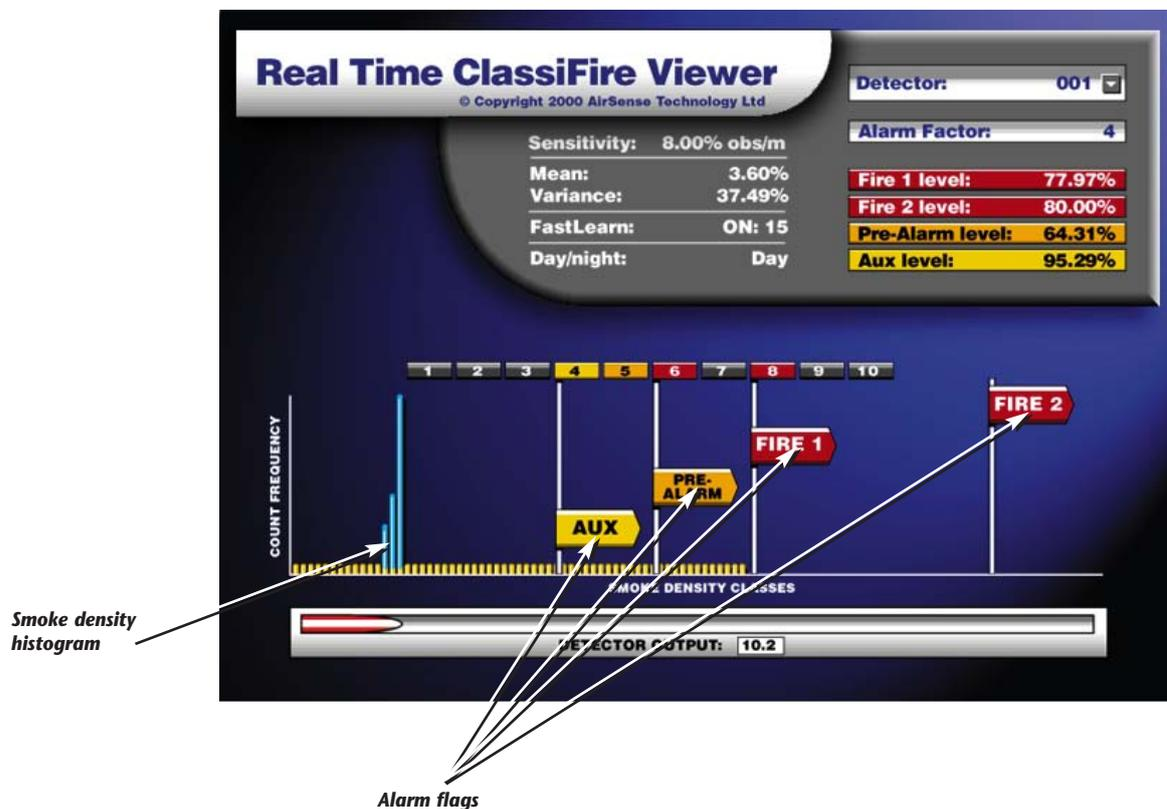 Real Time ClassiFire Viewer
© Copyright 2000 AirSense Technology Ltd
Detector: 001
Alarm Factor: 4
Sensitivity: 8.00% obs/m
Mean: 3.60%
Variance: 37.49%
FastLearn: ON: 15
Day/night: Day
Fire 1 level: 77.97%
Fire 2 level: 80.00%
Pre-Alarm level: 64.31%
Aux level: 95.29%
1 2 3 4 5 6 7 8 9 10
FIRE 2
FIRE 1
PRE-
ALARM
AUX
COUNT FREQUENCY
SMOKE DENSITY CLASSES
DETECTOR OUTPUT: 10.2
Smoke density
histogram
Alarm flags